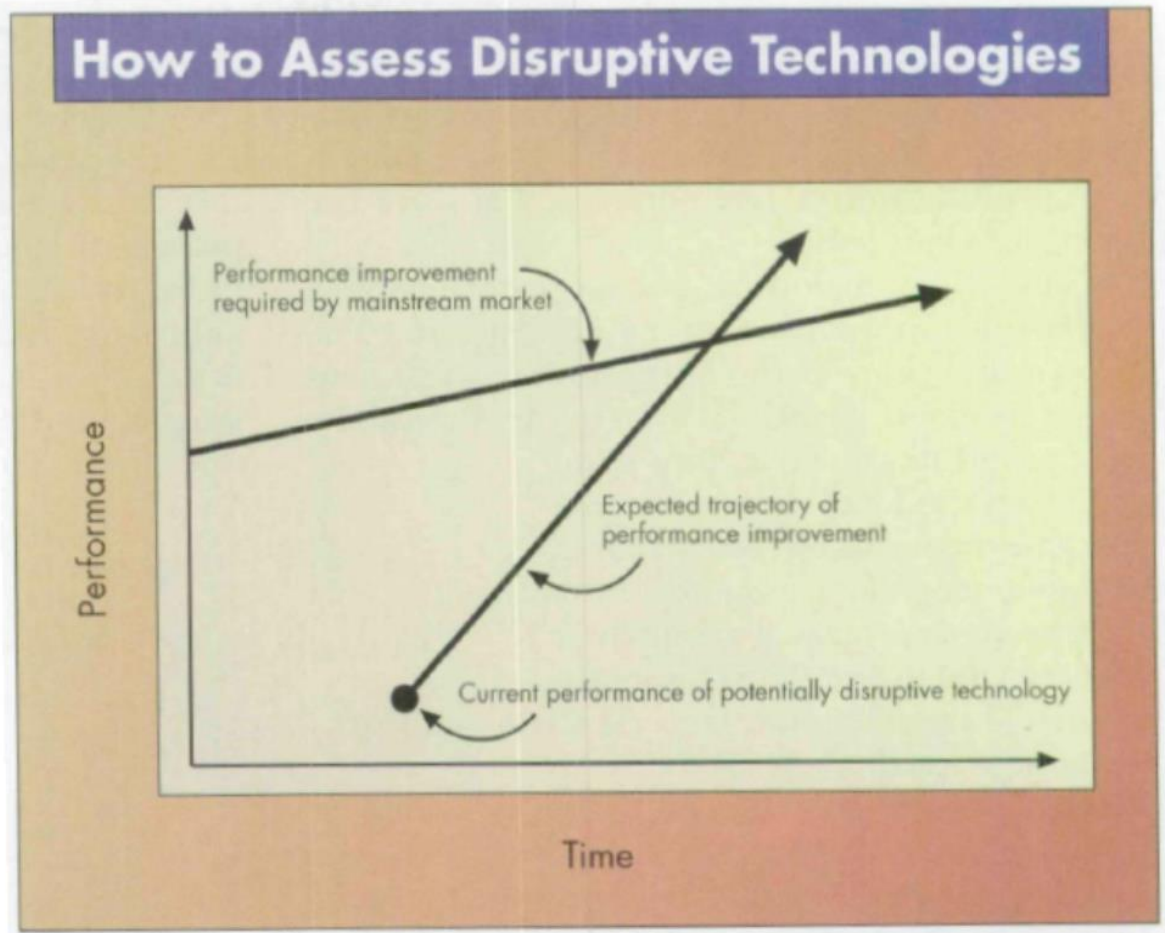 How to Assess Disruptive Technologies
Performance improvement
required by mainstream market
Performance
Expected trajectory of
performance improvement
Current performance of potentially disruptive technology
Time